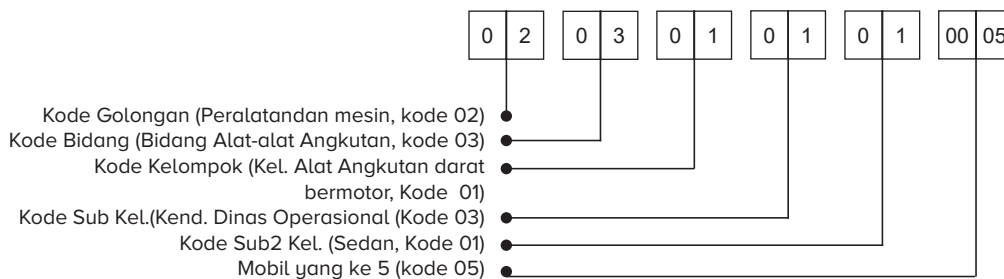 0 2 0 3 0 1 0 1 0 1 00 05
Kode Golongan (Peralatandan mesin, kode 02)
Kode Bidang (Bidang Alat-alat Angkutan, kode 03)
Kode Kelompok (Kel. Alat Angkutan darat
bermotor, Kode 01)
Kode Sub Kel.(Kend. Dinas Operasional (Kode 03)
Kode Sub2 Kel. (Sedan, Kode 01)
Mobil yang ke 5 (kode 05)